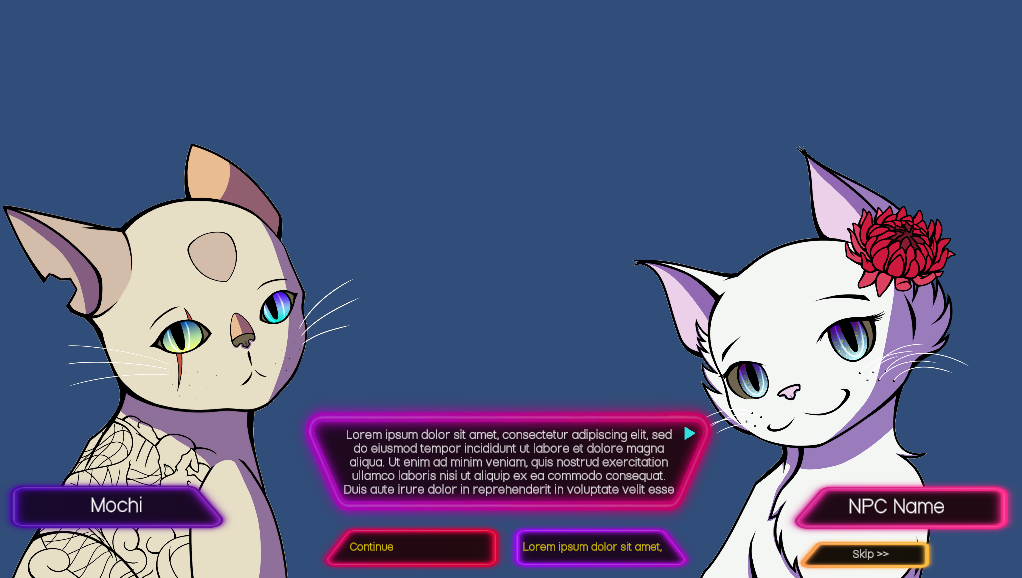 Lorem ipsum dolor sit amet, consectetur adipiscing elit, sed
do eiusmod tempor incididunt ut labore et dolore magna
aliqua. Ut enim ad minim veniam, quis nostrud exercitation
ullamco laboris nisi ut aliquip ex ea commodo consequat.
Duis aute irure dolor in reprehenderit in voluptate velit esse
Mochi
NPC Name
Continue
Lorem ipsum dolor sit amet,
Skip >>